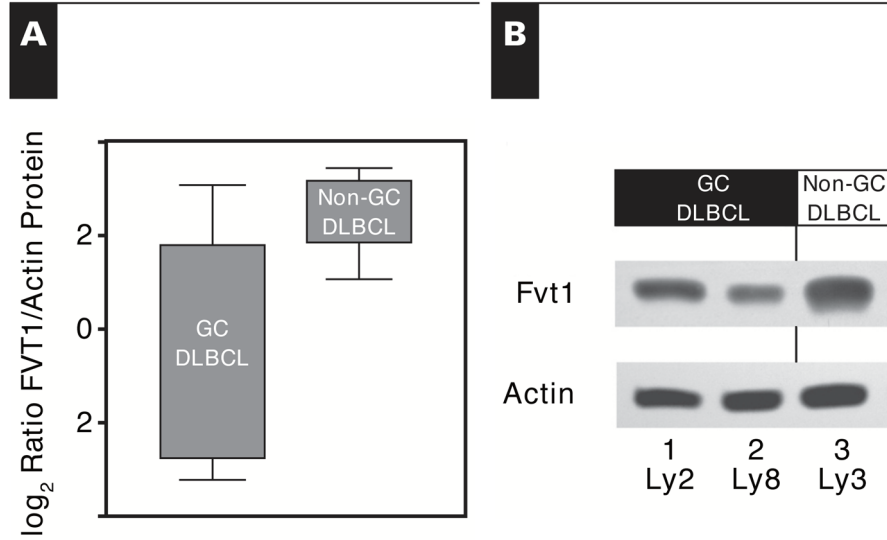 A
log2 Ratio FVT1/Actin Protein
2
0
2
Non-GC
DLBCL
GC
DLBCL
B
GC
DLBCL
Non-GC
DLBCL
Fvt1
Actin
1 2 3
Ly2 Ly8 Ly3